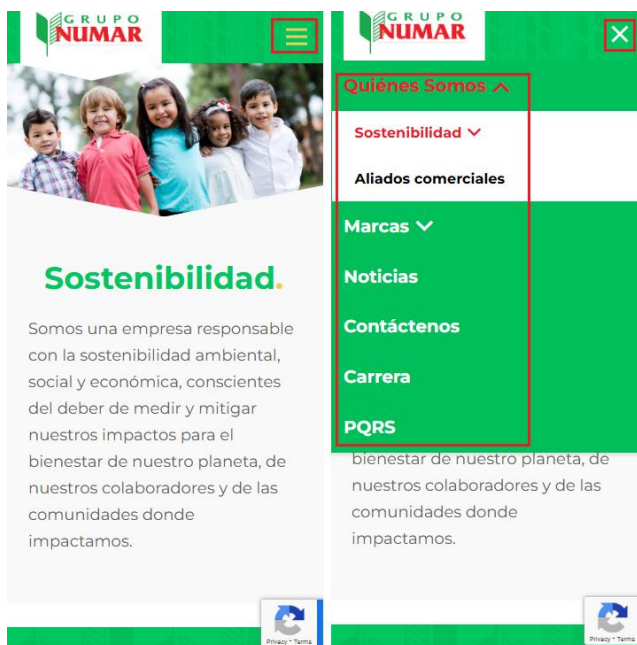 GRUPO
NUMAR
Sostenibilidad.
Somos una empresa responsable
con la sostenibilidad ambiental,
social y económica, conscientes
del deber de medir y mitigar
nuestros impactos para el
bienestar de nuestro planeta, de
nuestros colaboradores y de las
comunidades donde
impactamos.
Privacy - Terms
GRUPO
NUMAR
Quiénes Somos
Sostenibilidad
Aliados comerciales
Marcas
Noticias
Contáctenos
Carrera
PQRS
bienestar de nuestro planeta, de
nuestros colaboradores y de las
comunidades donde
impactamos.
Privacy - Terms